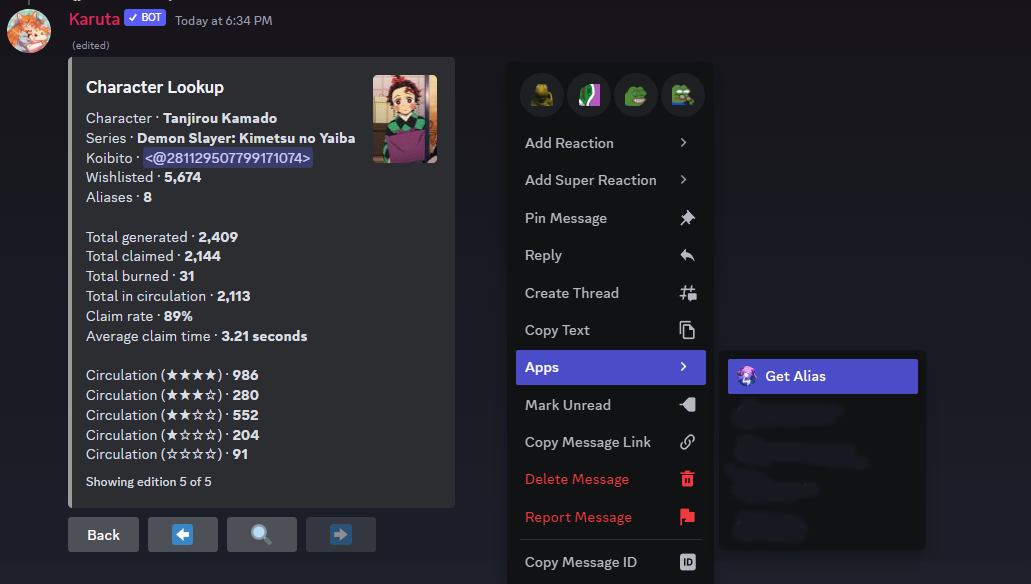 Karuta ✓ BOT Today at 6:34 PM
(edited)
Character Lookup
Character · Tanjirou Kamado
Series · Demon Slayer: Kimetsu no Yaiba
Koibito · <@281129507799171074>
Wishlisted · 5,674
Aliases · 8
Total generated · 2,409
Total claimed · 2,144
Total burned · 31
Total in circulation · 2,113
Claim rate · 89%
Average claim time · 3.21 seconds
Circulation (★★★★) · 986
Circulation (★★★☆) · 280
Circulation (★★☆☆) · 552
Circulation (★☆☆☆) · 204
Circulation (☆☆☆☆) · 91
Showing edition 5 of 5
Back
Add Reaction
Add Super Reaction
Pin Message
Reply
Create Thread
Copy Text
Apps
Mark Unread
Copy Message Link
Delete Message
Report Message
Copy Message ID
ID
Get Alias